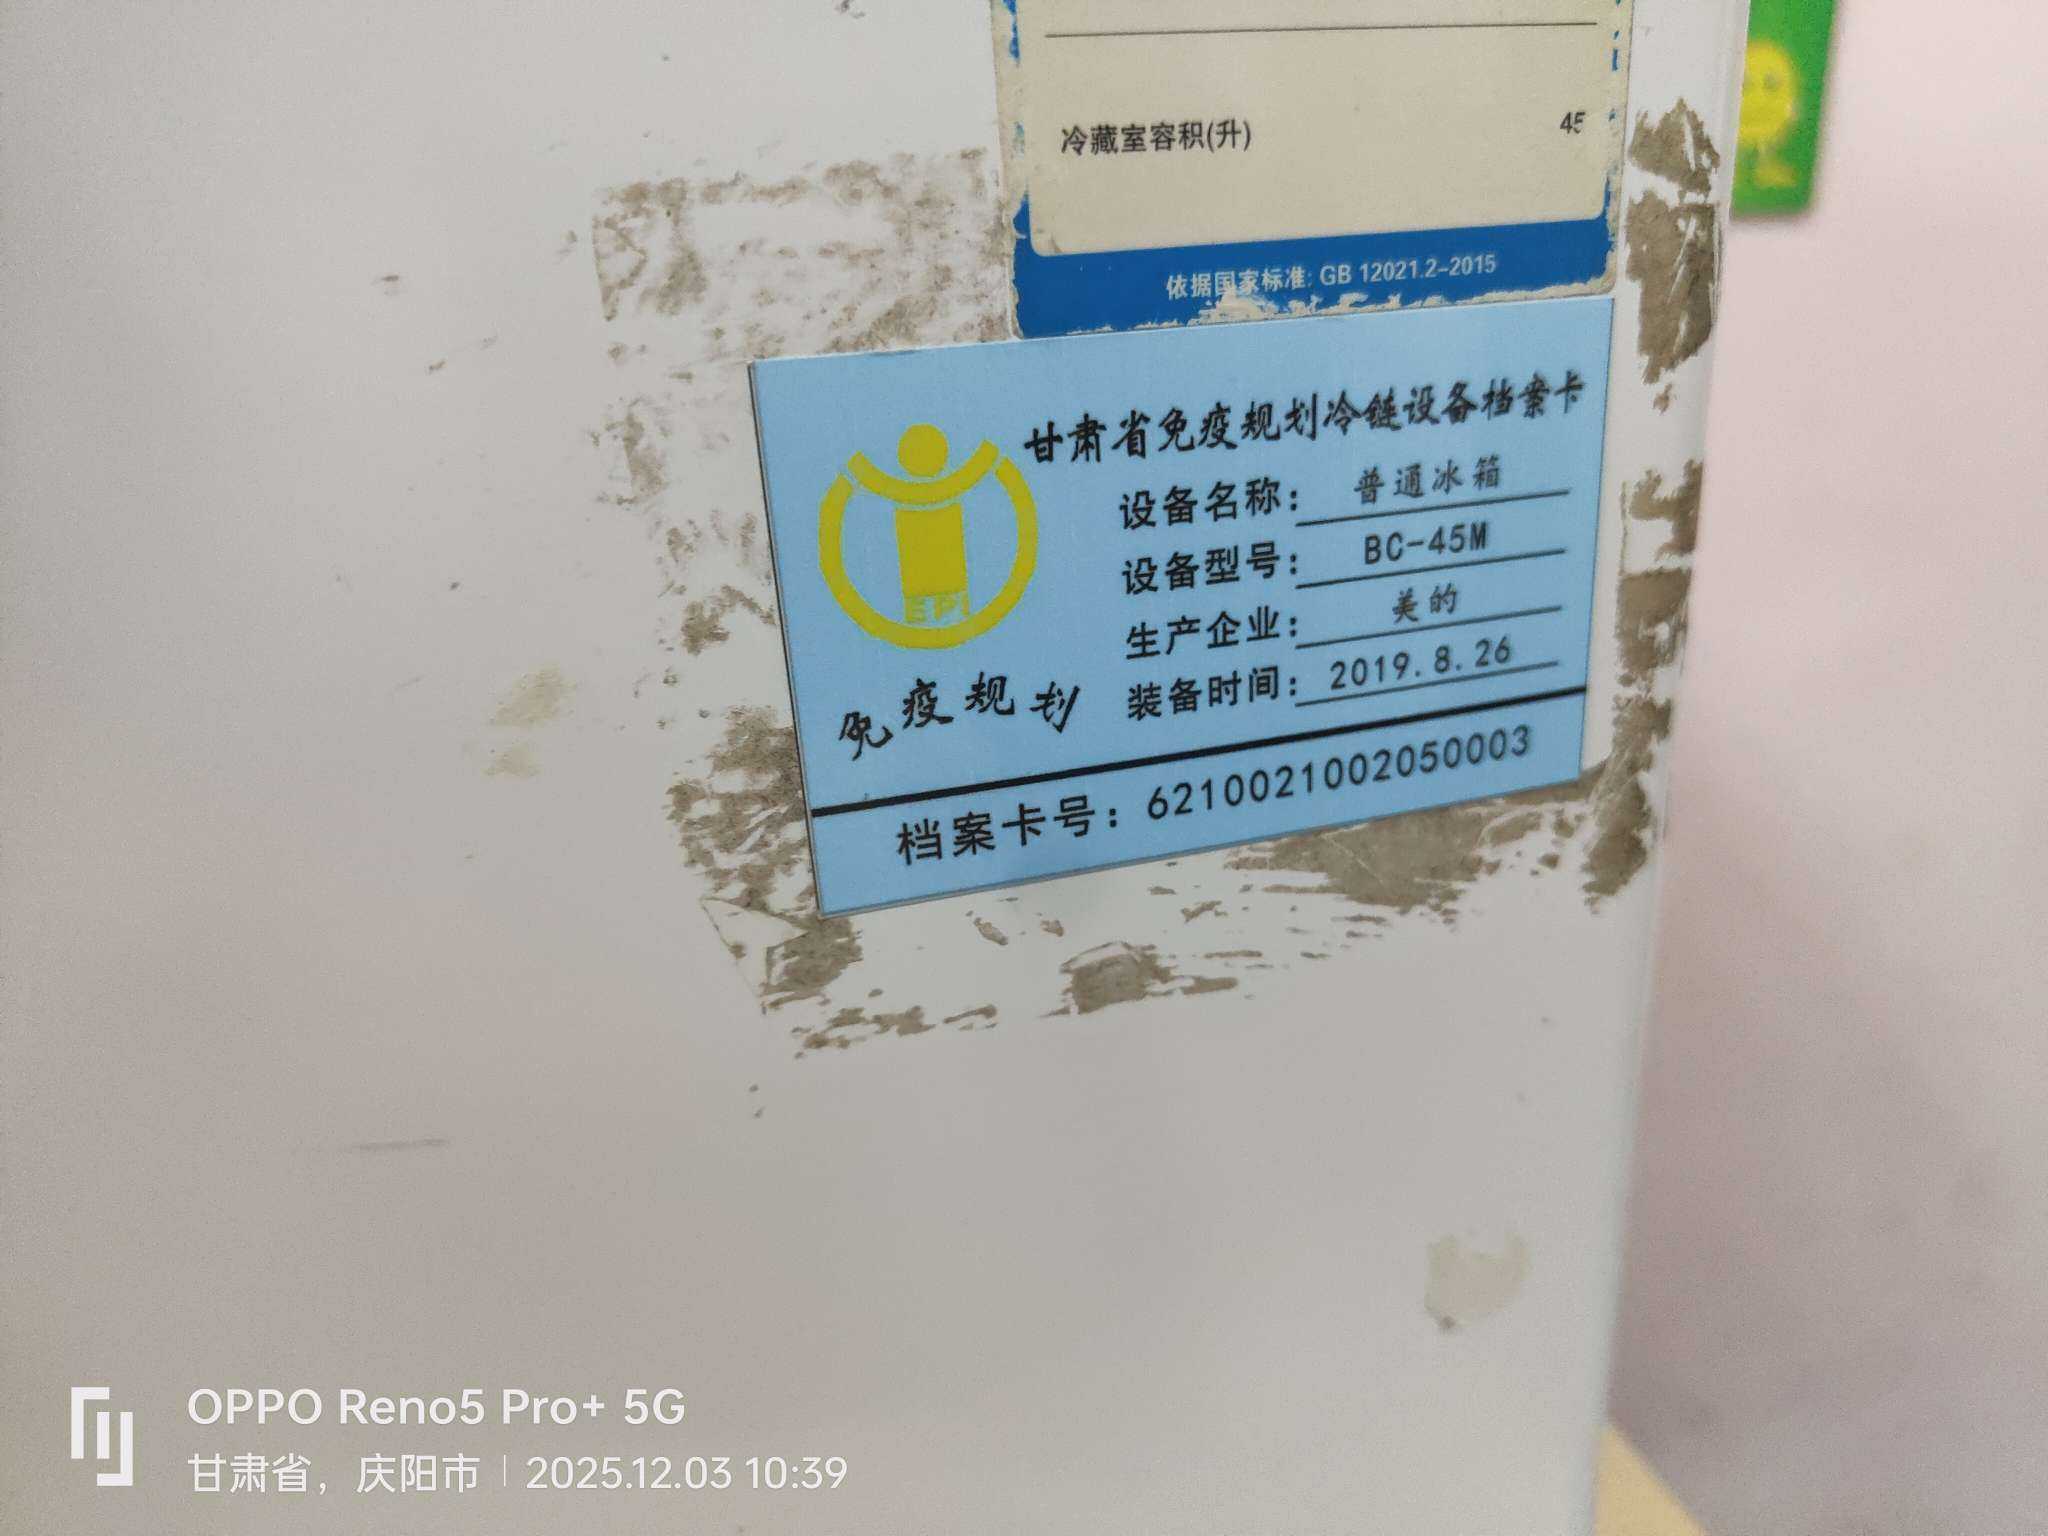 冷藏室容积(升) 45
依据国家标准: GB 12021.2-2015
甘肃省免疫规划冷链设备档案卡
设备名称: 普通冰箱
设备型号: BC-45M
生产企业: 美的
装备时间: 2019.8.26
EPI
免疫规划
档案卡号: 6210021002050003
OPPO Reno5 Pro+ 5G
甘肃省，庆阳市 | 2025.12.03 10:39